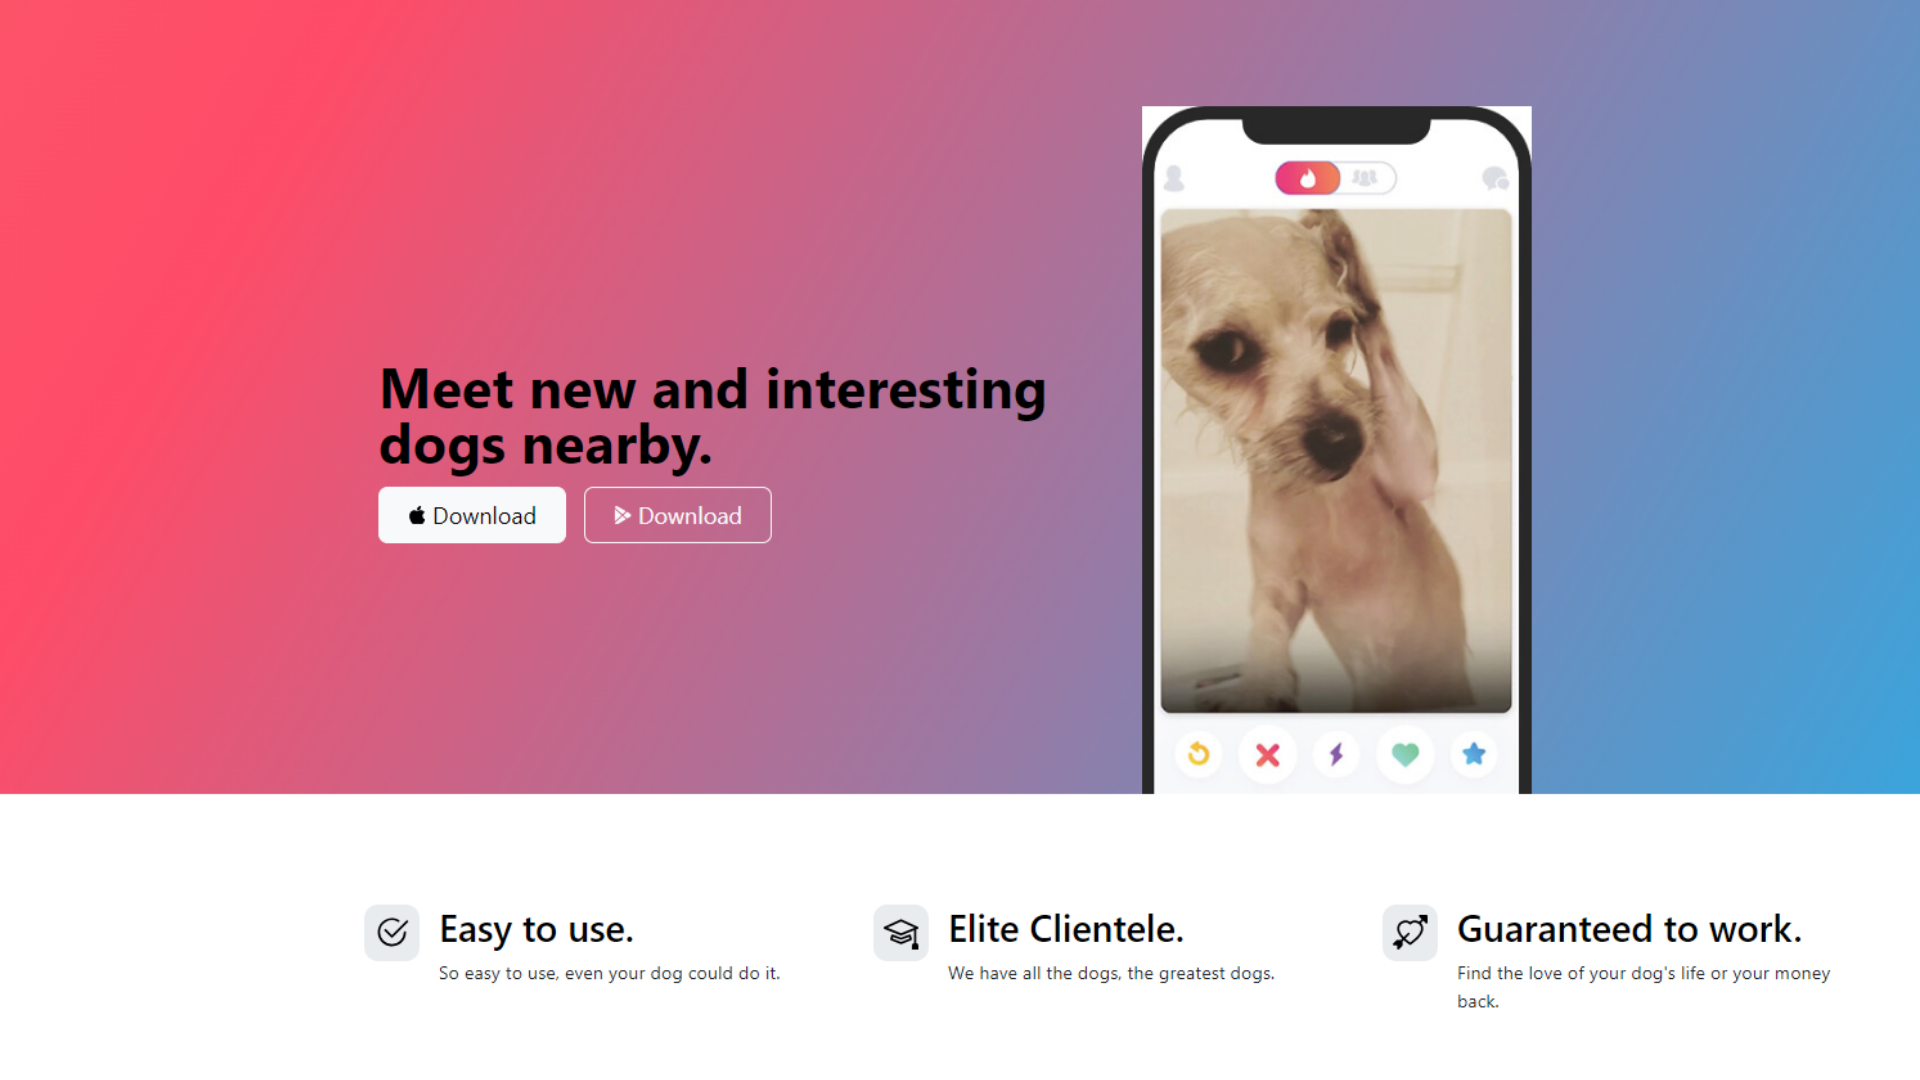 Meet new and interesting
dogs nearby.
Download
Download
Easy to use.
So easy to use, even your dog could do it.
Elite Clientele.
We have all the dogs, the greatest dogs.
Guaranteed to work.
Find the love of your dog's life or your money
back.